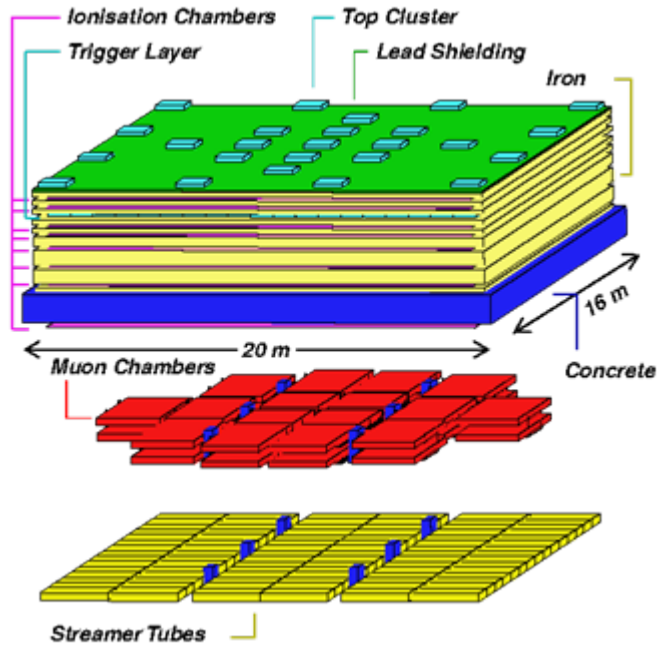 Ionisation Chambers
Top Cluster
Trigger Layer
Lead Shielding
Iron
16 m
20 m
Muon Chambers
Concrete
Streamer Tubes